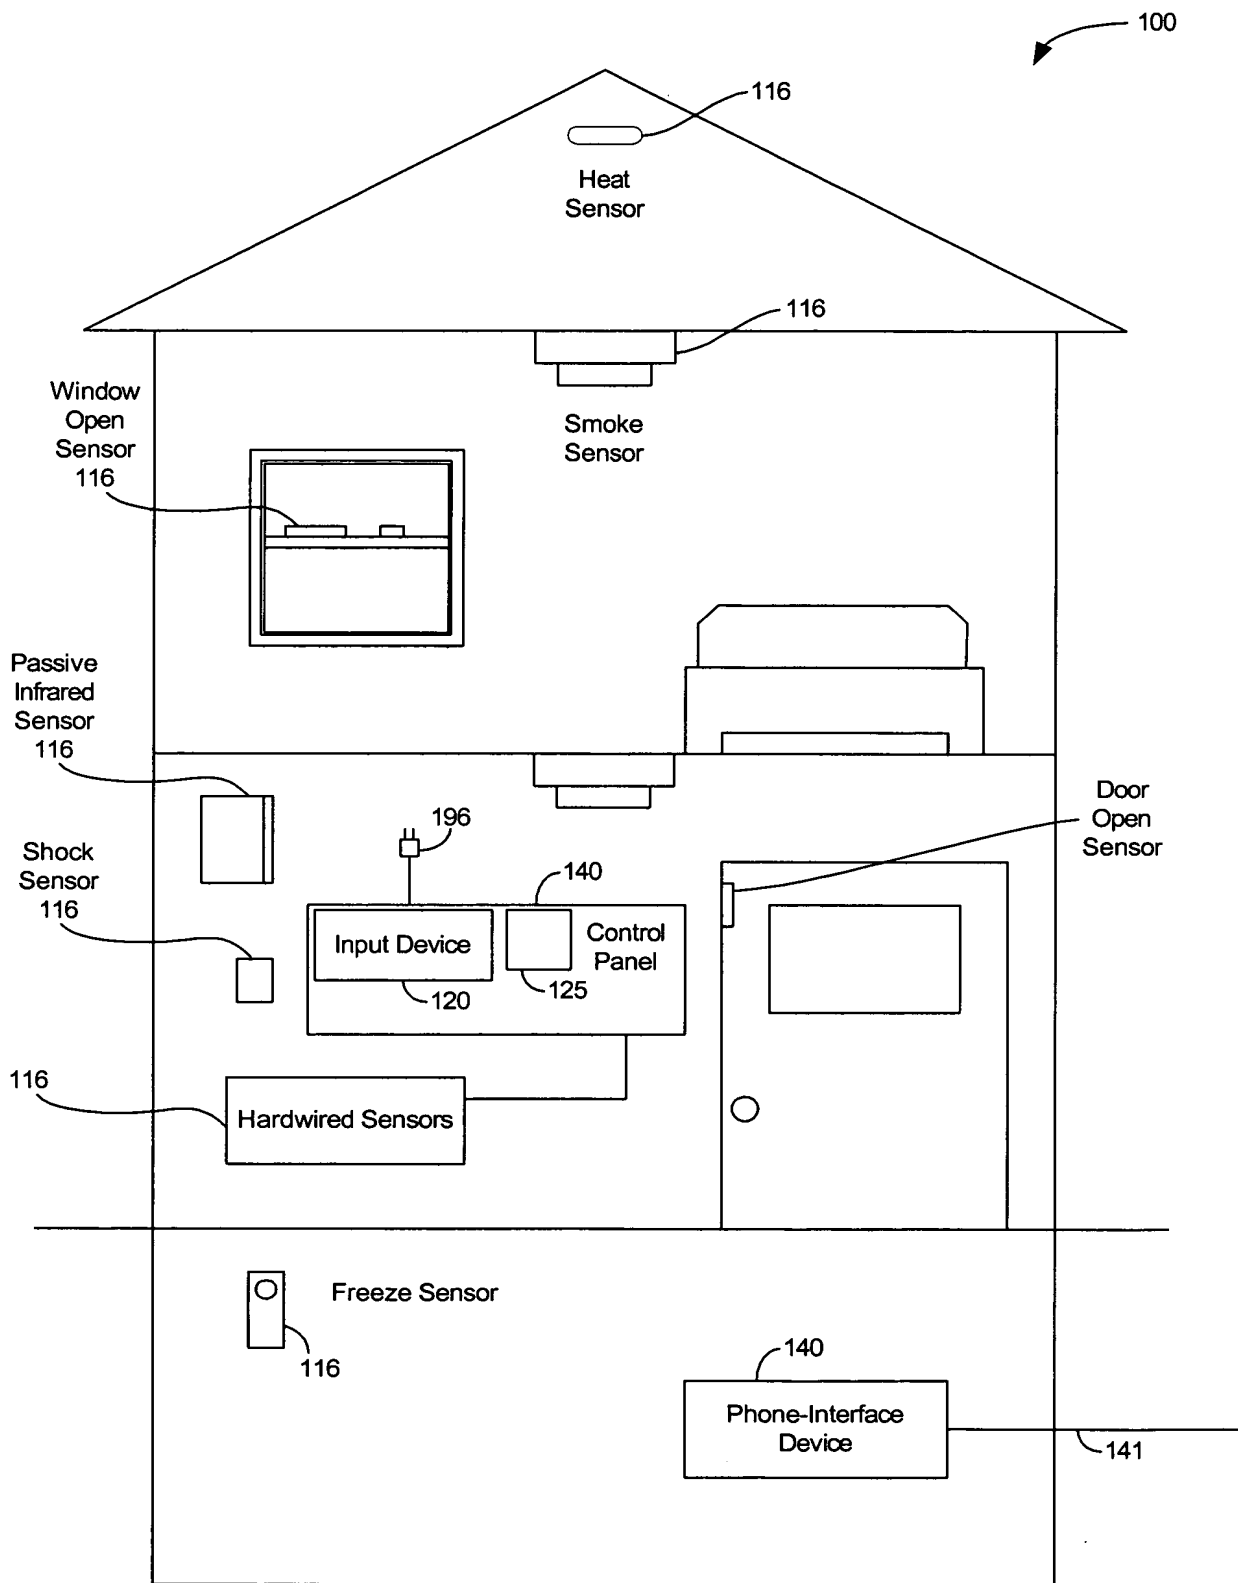 100
116
Heat
Sensor
116
Smoke
Sensor
Window
Open
Sensor
116
Passive
Infrared
Sensor
116
Shock
Sensor
116
196
140
Input Device
Control
Panel
120
125
Door
Open
Sensor
116
Hardwired Sensors
Freeze Sensor
116
140
Phone-Interface
Device
141